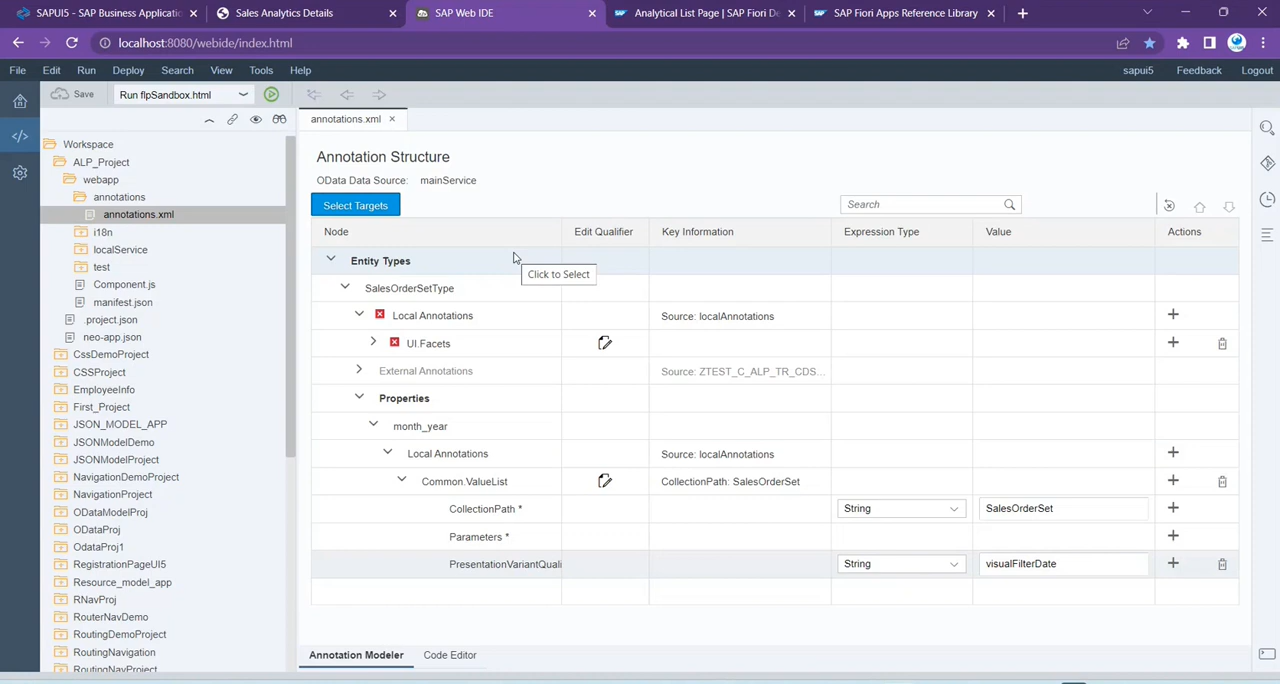 SAPUI5 - SAP Business Applicatio
Sales Analytics Details
SAP Web IDE
Analytical List Page | SAP Fiori De
SAP Fiori Apps Reference Library
localhost:8080/webide/index.html
File Edit Run Deploy Search View Tools Help
sapui5 Feedback Logout
Save
Run flpSandbox.html
Workspace
ALP_Project
webapp
annotations
annotations.xml
i18n
localService
test
Component.js
manifest.json
.project.json
neo-app.json
CssDemoProject
CSSProject
EmployeeInfo
First_Project
JSON_MODEL_APP
JSONModelDemo
JSONModelProject
NavigationDemoProject
NavigationProject
ODataModelProj
ODataProj
OdataProj1
RegistrationPageUI5
Resource_model_app
RNavProj
RouterNavDemo
RoutingDemoProject
RoutingNavigation
RoutingNavProject
annotations.xml
Annotation Structure
OData Data Source: mainService
Select Targets
Search
Node Edit Qualifier Key Information Expression Type Value Actions
Entity Types
Click to Select
SalesOrderSetType
Local Annotations Source: localAnnotations
UI.Facets
External Annotations Source: ZTEST_C_ALP_TR_CDS...
Properties
month_year
Local Annotations Source: localAnnotations
Common.ValueList CollectionPath: SalesOrderSet
CollectionPath * String SalesOrderSet
Parameters *
PresentationVariantQuali String visualFilterDate
Annotation Modeler Code Editor